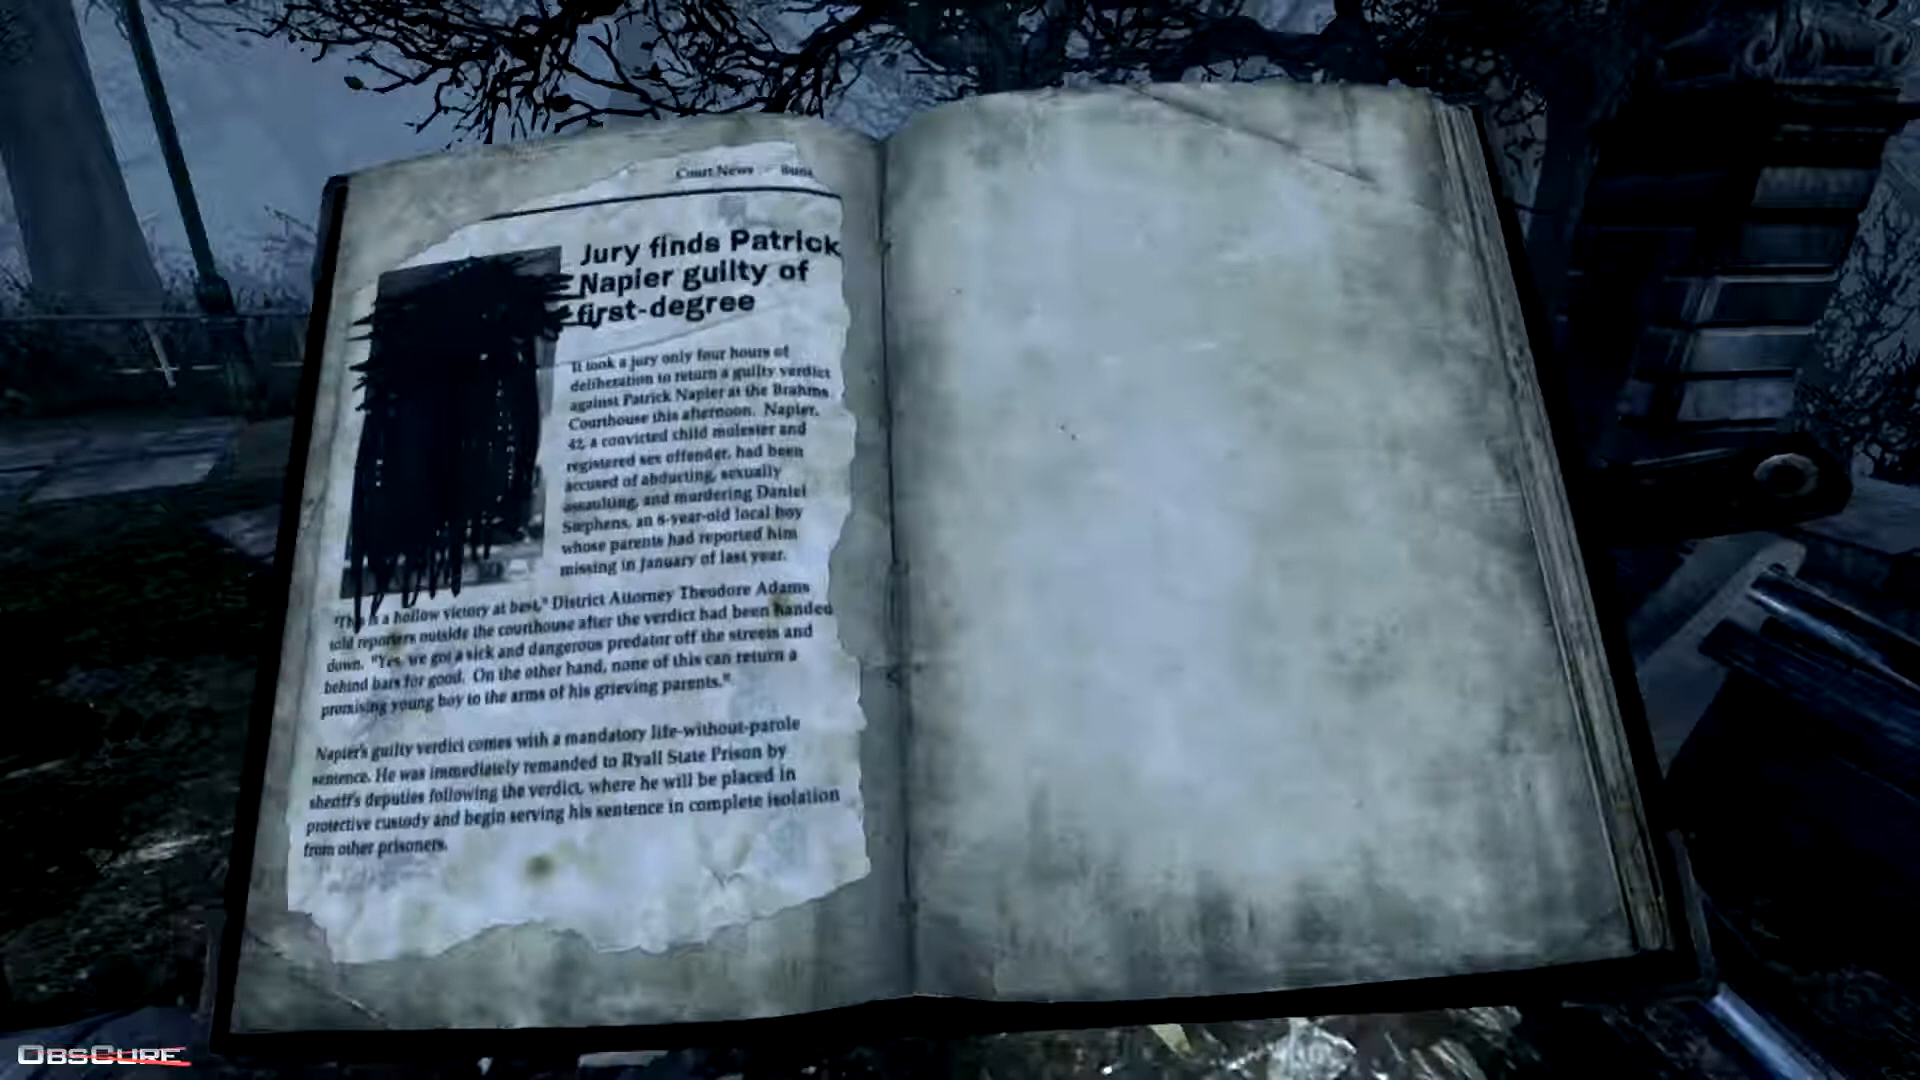 Court News
Jury finds Patrick
Napier guilty of
first-degree
It took a jury only four hours of
deliberation to return a guilty verdict
against Patrick Napier at the Brahms
Courthouse this afternoon. Napier,
42, a convicted child molester and
registered sex offender, had been
accused of abducting, sexually
assaulting, and murdering Daniel
Stephens, an 8-year-old local boy
whose parents had reported him
missing in January of last year.
"This is a hollow victory at best," District Attorney Theodore Adams
told reporters outside the courthouse after the verdict had been handed
down. "Yes, we got a sick and dangerous predator off the streets and
behind bars for good. On the other hand, none of this can return a
promising young boy to the arms of his grieving parents."
Napier's guilty verdict comes with a mandatory life-without-parole
sentence. He was immediately remanded to Ryall State Prison by
sheriff's deputies following the verdict, where he will be placed in
protective custody and begin serving his sentence in complete isolation
from other prisoners.
OBSCURE